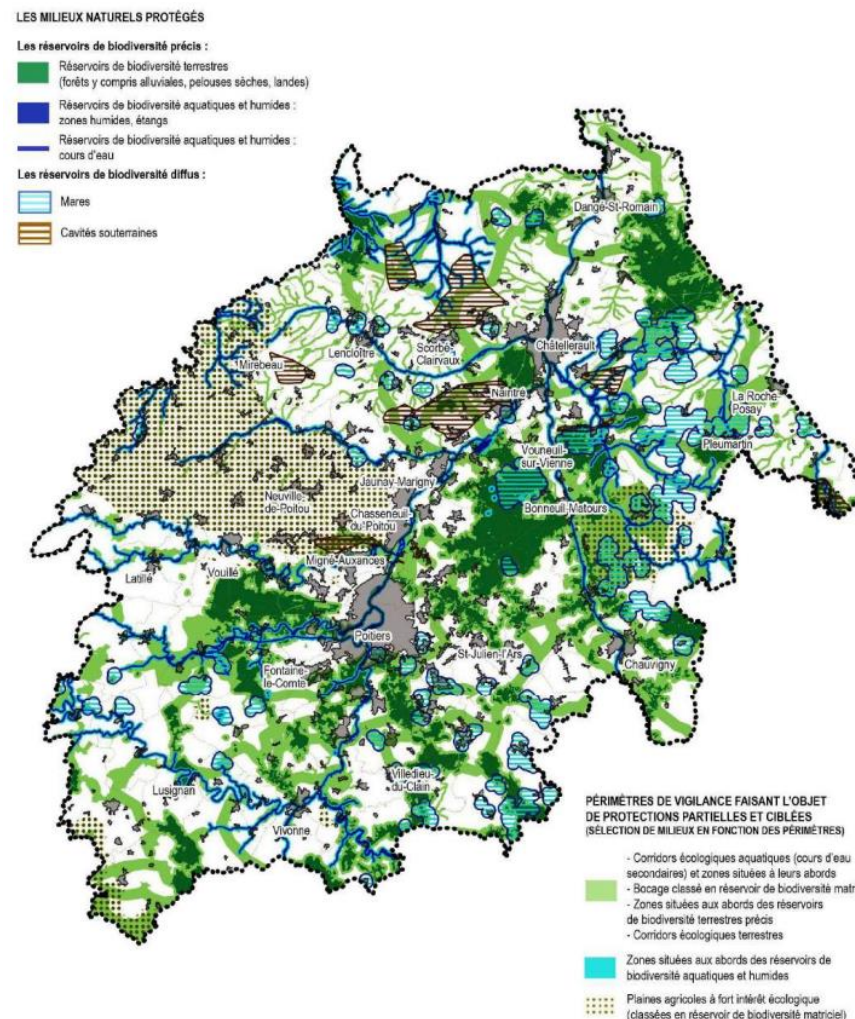 LES MILIEUX NATURELS PROTÉGÉS
Les réservoirs de biodiversité précis :
Réservoirs de biodiversité terrestres
(forêts y compris alluviales, pelouses sèches, landes)
Réservoirs de biodiversité aquatiques et humides :
zones humides, étangs
Réservoirs de biodiversité aquatiques et humides :
cours d'eau
Les réservoirs de biodiversité diffus :
Mares
Cavités souterraines
Dangé-St-Romain
Lencloître
Scorbé-
Clairvaux
Châtellerault
Mirebeau
Naintré
La Roche-
Posay
Pleumartin
Vouneuil-
sur-Vienne
Jaunay-Marigny
Neuville-
de-Poitou
Chasseneuil-
du-Poitou
Bonneuil-Matours
Migné-Auxances
Latillé
Vouillé
Poitiers
St-Julien-l'Ars
Chauvigny
Fontaine-
le-Comte
Villedieu-
du-Clain
Lusignan
Vivonne
PÉRIMÈTRES DE VIGILANCE FAISANT L'OBJET
DE PROTECTIONS PARTIELLES ET CIBLÉES
(SÉLECTION DE MILIEUX EN FONCTION DES PÉRIMÈTRES)
- Corridors écologiques aquatiques (cours d'eau
secondaires) et zones situées à leurs abords
- Bocage classé en réservoir de biodiversité matr
- Zones situées aux abords des réservoirs
de biodiversité terrestres précis
- Corridors écologiques terrestres
Zones situées aux abords des réservoirs de
biodiversité aquatiques et humides
Plaines agricoles à fort intérêt écologique
(classées en réservoir de biodiversité matriciel)